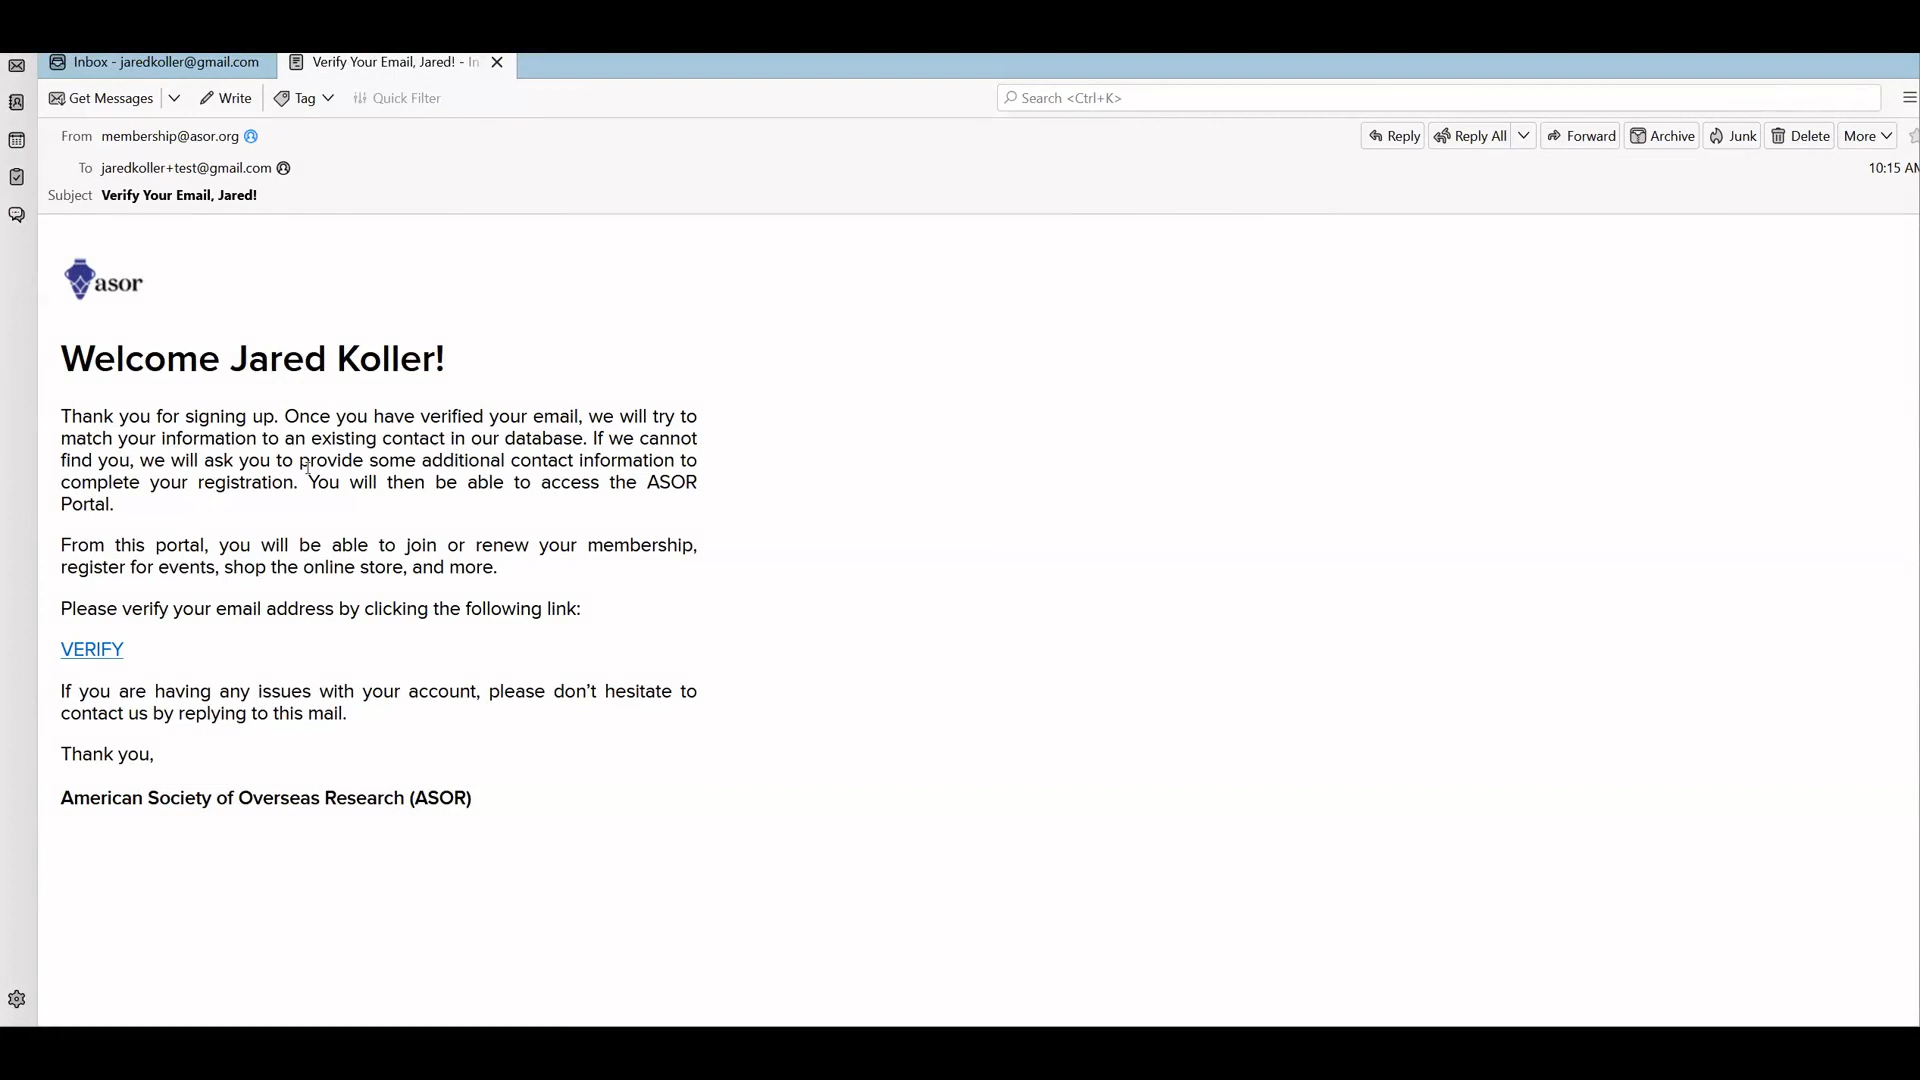 Inbox - jaredkoller@gmail.com
Verify Your Email, Jared! - In
Get Messages
Write
Tag
Quick Filter
Search <Ctrl+K>
From membership@asor.org
Reply
Reply All
Forward
Archive
Junk
Delete
More
To jaredkoller+test@gmail.com
10:15 AM
Subject Verify Your Email, Jared!
asor
Welcome Jared Koller!
Thank you for signing up. Once you have verified your email, we will try to
match your information to an existing contact in our database. If we cannot
find you, we will ask you to provide some additional contact information to
complete your registration. You will then be able to access the ASOR
Portal.
From this portal, you will be able to join or renew your membership,
register for events, shop the online store, and more.
Please verify your email address by clicking the following link:
VERIFY
If you are having any issues with your account, please don’t hesitate to
contact us by replying to this mail.
Thank you,
American Society of Overseas Research (ASOR)